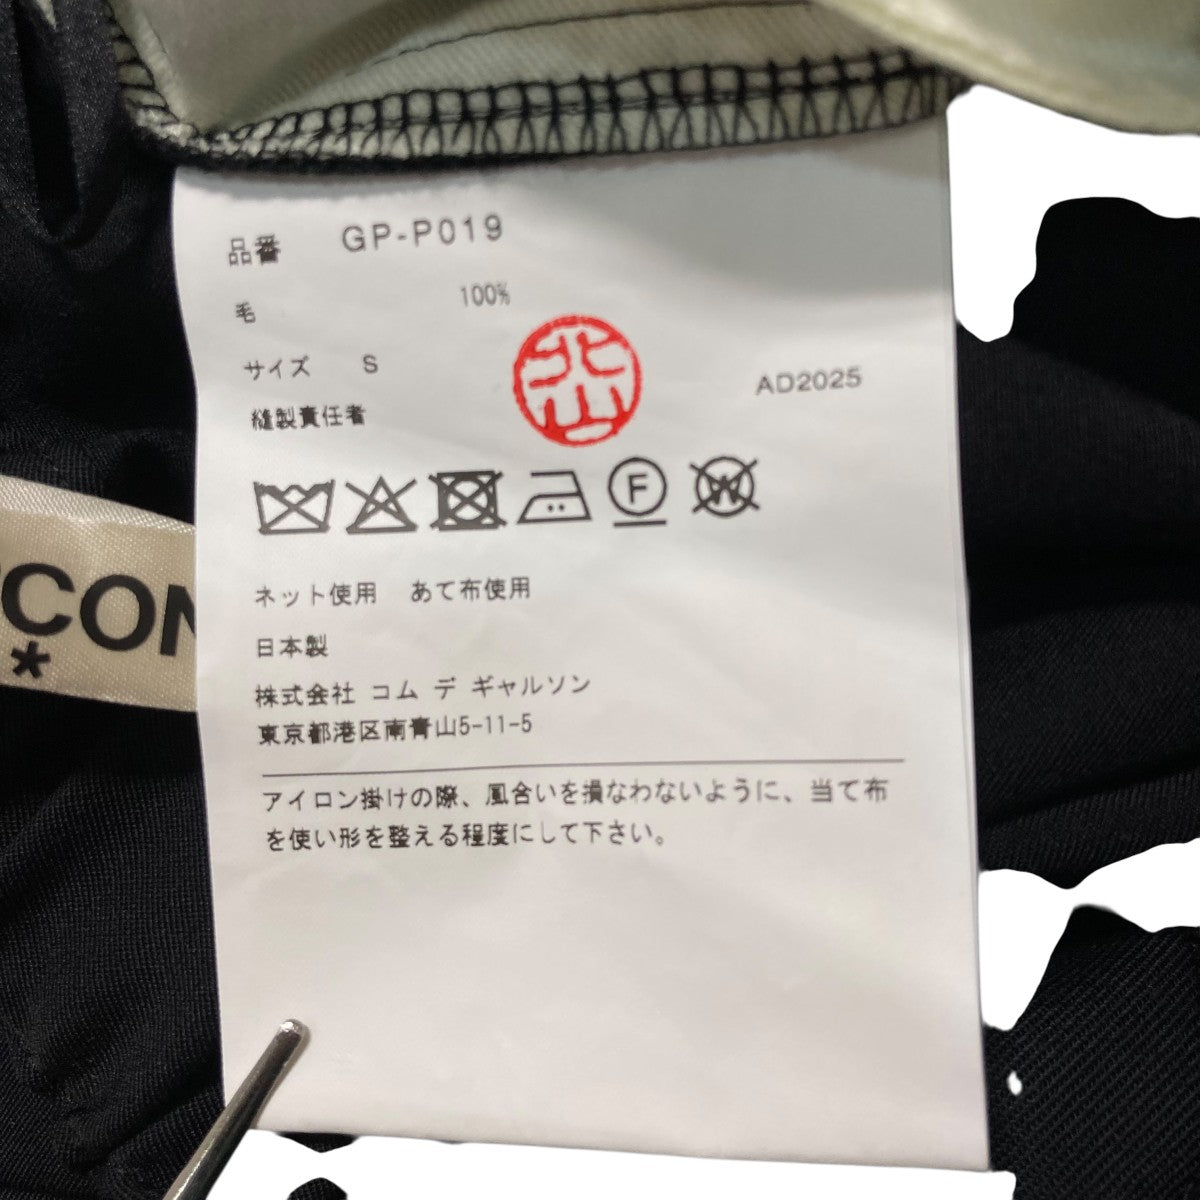 品番 GP-P019
毛 100%
サイズ S
AD2025
縫製責任者
北山
F
W
ネット使用 あて布使用
CON
*
日本製
株式会社 コム デ ギャルソン
東京都港区南青山5-11-5
アイロン掛けの際、風合いを損なわないように、当て布
を使い形を整える程度にして下さい。